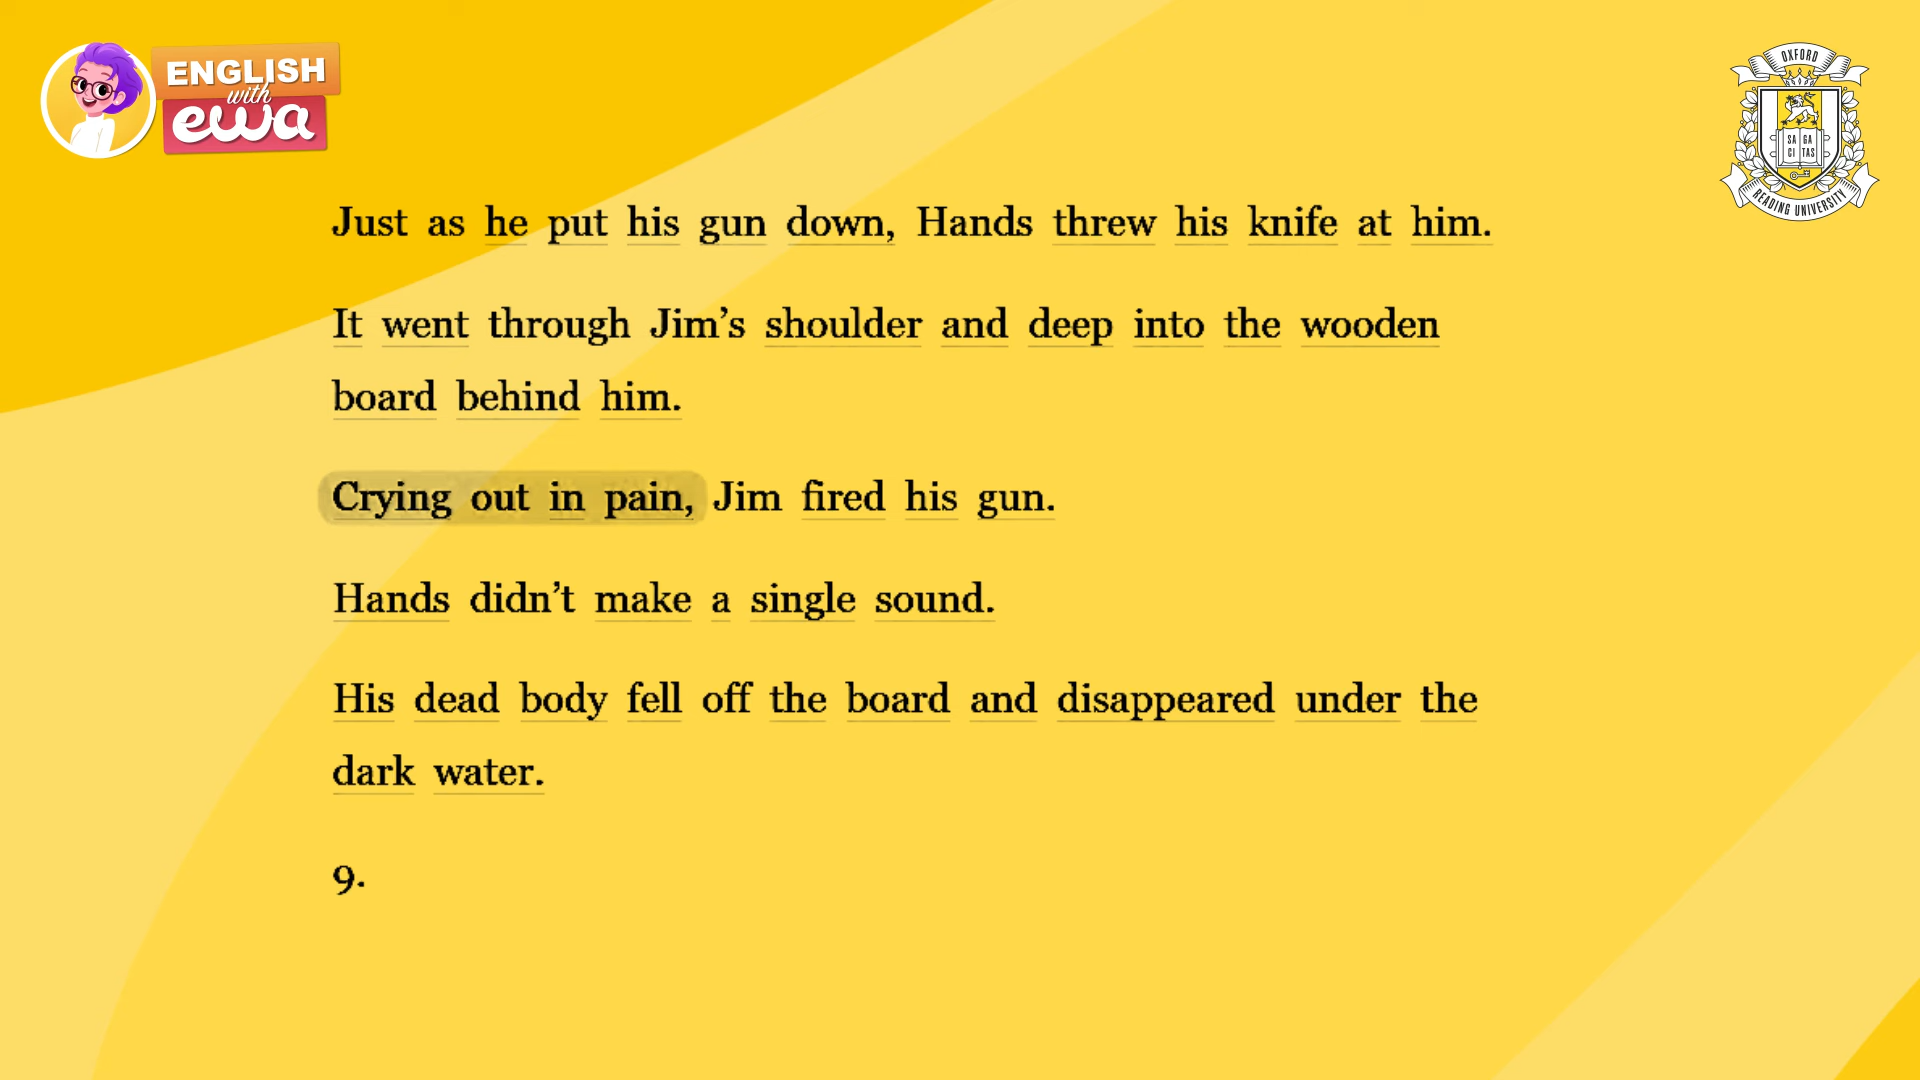 ENGLISH
with
ewa
OXFORD
SA GA
CI TAS
READING UNIVERSITY
Just as he put his gun down, Hands threw his knife at him.
It went through Jim’s shoulder and deep into the wooden
board behind him.
Crying out in pain, Jim fired his gun.
Hands didn’t make a single sound.
His dead body fell off the board and disappeared under the
dark water.
9.